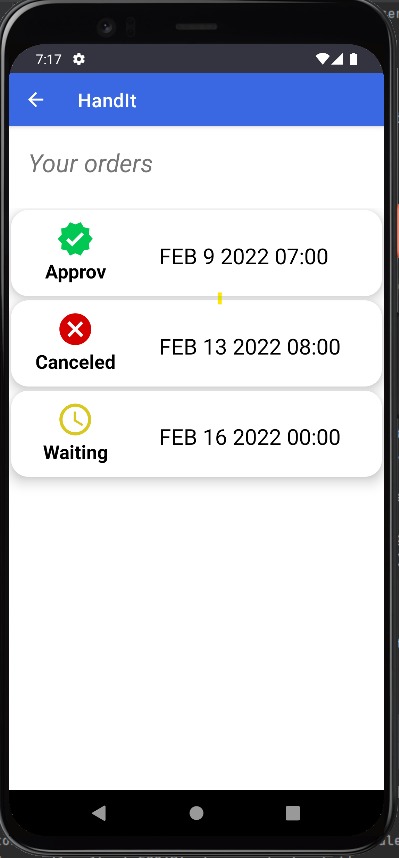 7:17
HandIt
Your orders
Approv
FEB 9 2022 07:00
Canceled
FEB 13 2022 08:00
Waiting
FEB 16 2022 00:00